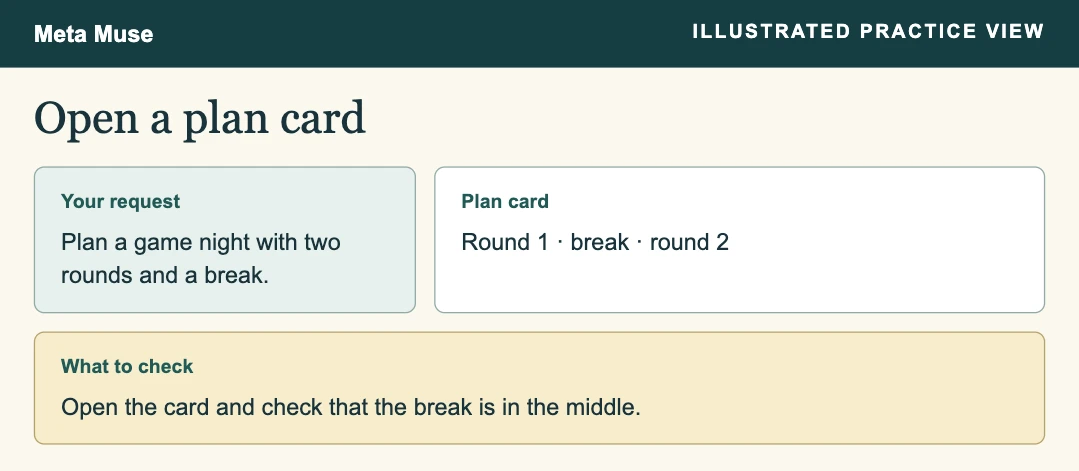 Meta Muse
ILLUSTRATED PRACTICE VIEW
Open a plan card
Your request
Plan a game night with two
rounds and a break.
Plan card
Round 1 · break · round 2
What to check
Open the card and check that the break is in the middle.